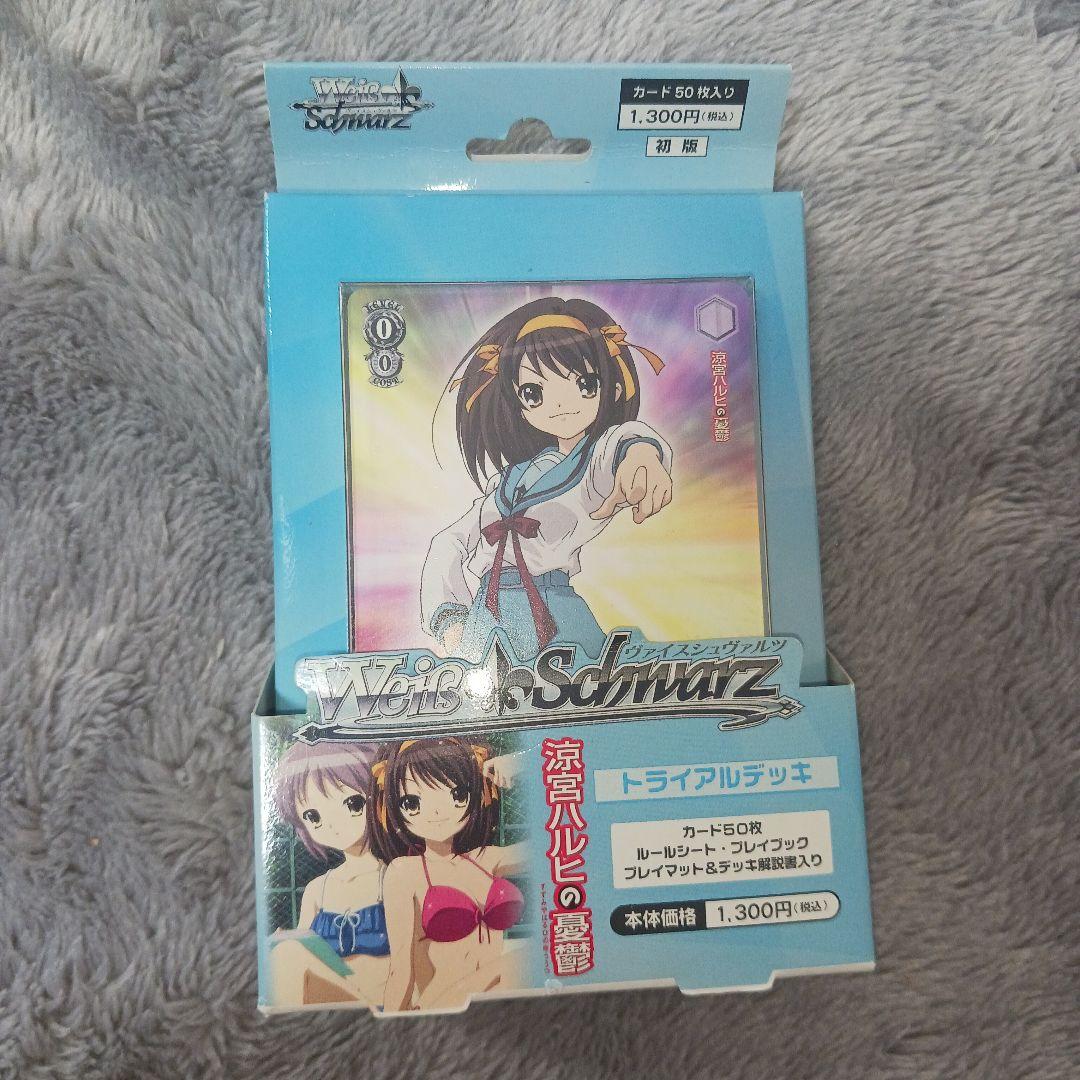 Weiß Schwarz
カード50枚入り
1,300円(税込)
初版
LEVEL
0
0
COST
涼宮ハルヒの憂鬱
ヴァイスシュヴァルツ
Weiß Schwarz
涼宮ハルヒの憂鬱
トライアルデッキ
カード50枚
ルールシート・プレイブック
プレイマット&デッキ解説書入り
本体価格 1,300円(税込)